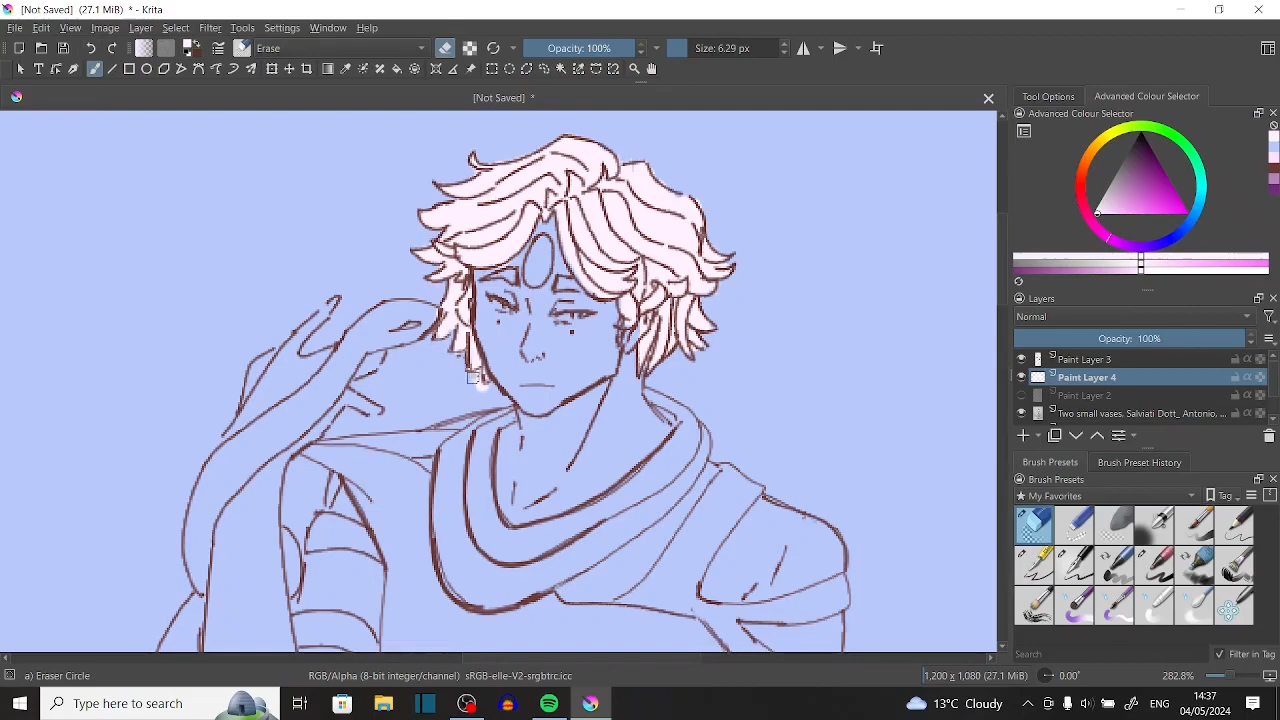 [Not Saved] (27.1 MiB) * - Krita
File Edit View Image Layer Select Filter Tools Settings Window Help
Erase Opacity: 100% Size: 6.29 px
[Not Saved] *
Tool Options Advanced Colour Selector
Advanced Colour Selector
Layers
Normal
Opacity: 100%
Paint Layer 3
Paint Layer 4
Paint Layer 2
Two small vases, Salviati Dott_ Antonio, ...
Brush Presets Brush Preset History
Brush Presets
My Favorites Tag
Search Filter in Tag
a) Eraser Circle RGB/Alpha (8-bit integer/channel) sRGB-elle-V2-srgbtrc.icc 1,200 x 1,080 (27.1 MiB) 0.00° 282.8%
Type here to search 13°C Cloudy ENG 14:37
04/05/2024